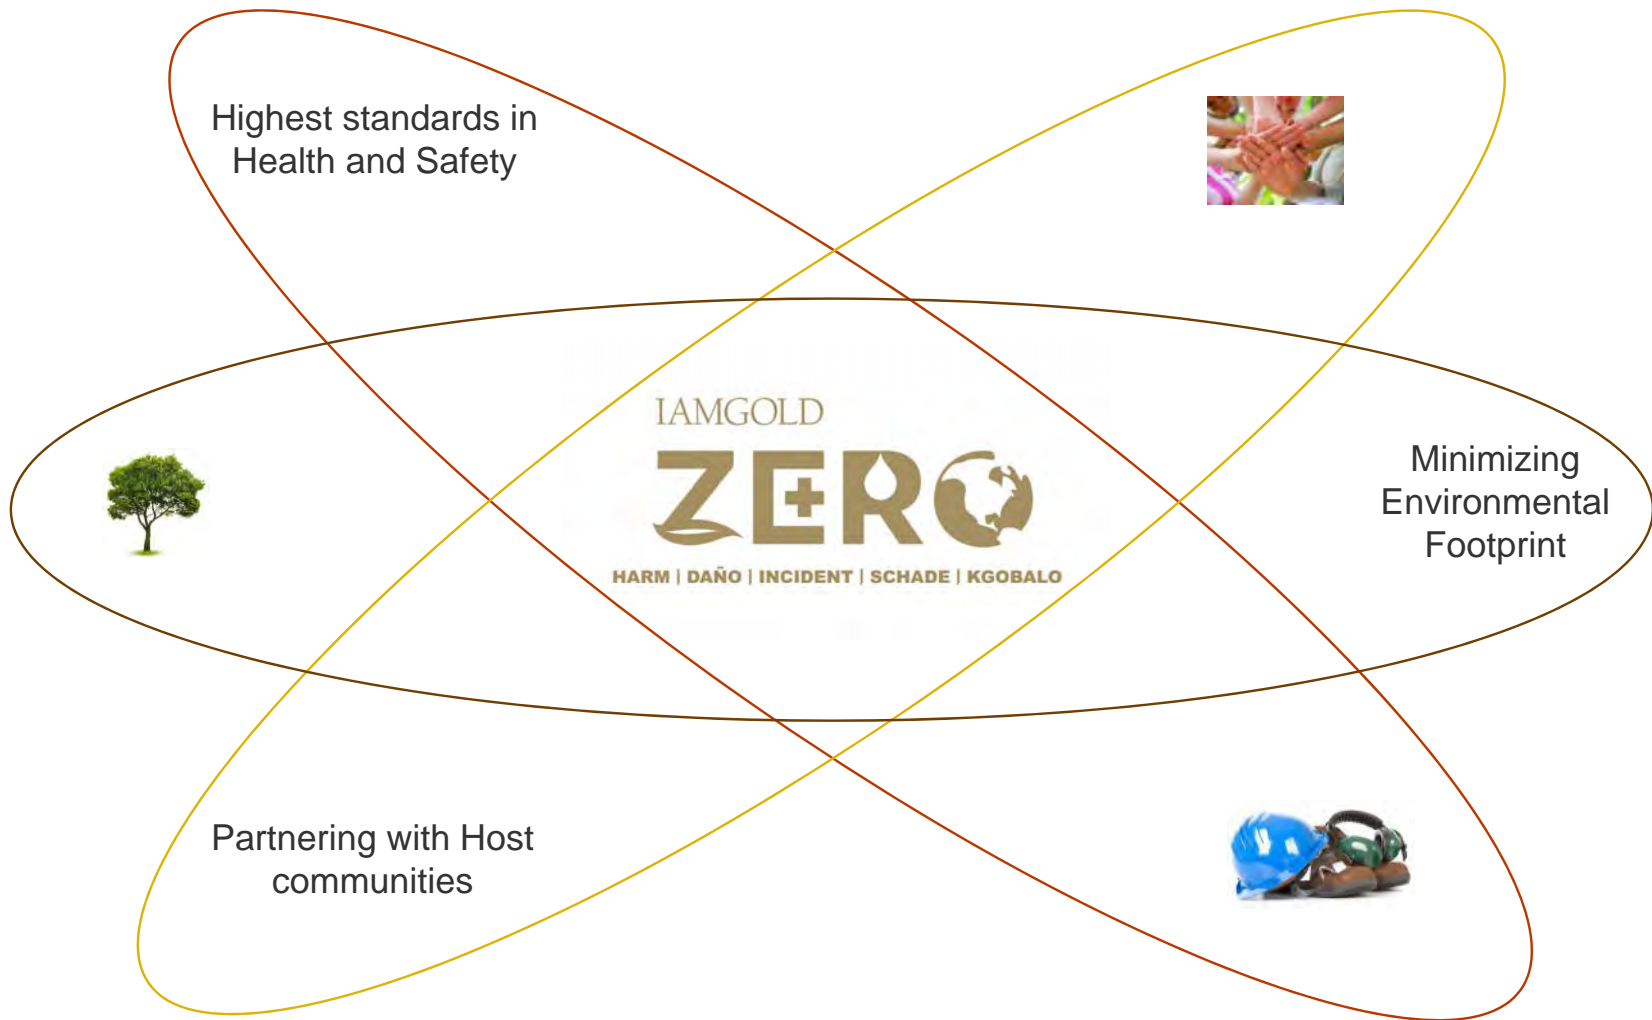 Highest standards in
Health and Safety
IAMGOLD
ZERO
HARM | DAÑO | INCIDENT | SCHADE | KGOBALO
Minimizing
Environmental
Footprint
Partnering with Host
communities